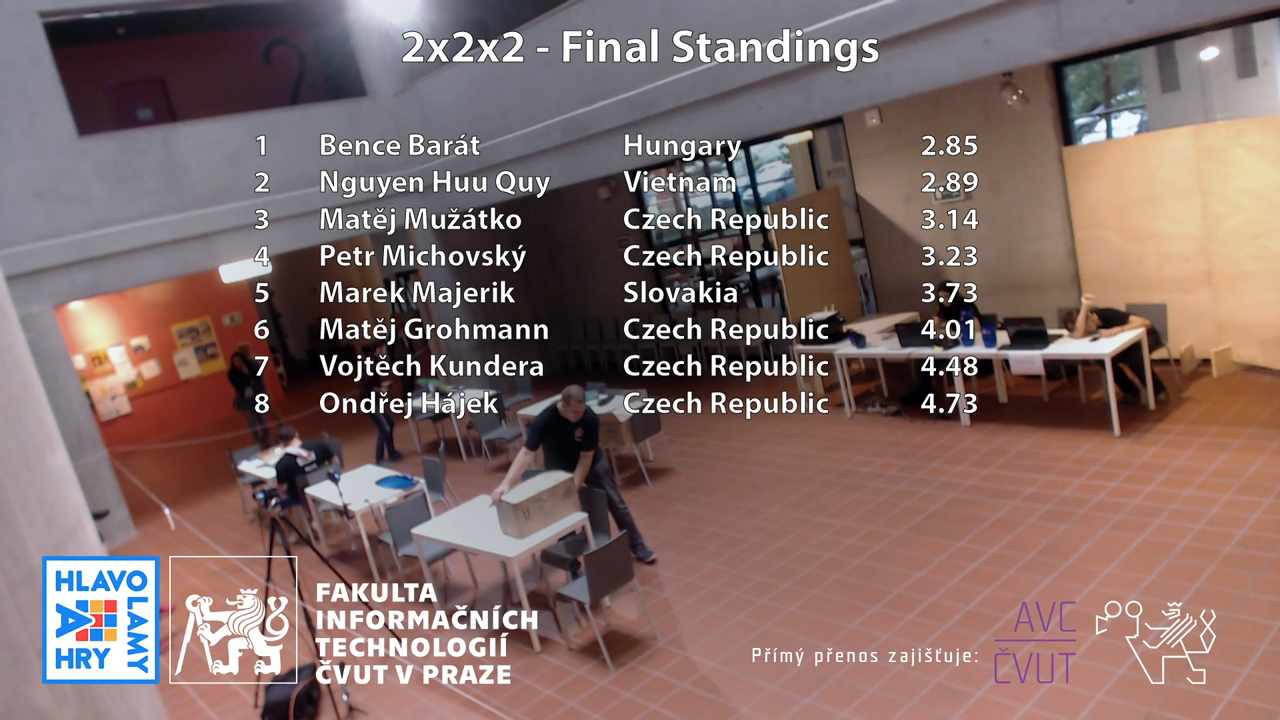 2x2x2 - Final Standings
1 Bence Barát Hungary 2.85
2 Nguyen Huu Quy Vietnam 2.89
3 Matěj Mužátko Czech Republic 3.14
4 Petr Michovský Czech Republic 3.23
5 Marek Majerik Slovakia 3.73
6 Matěj Grohmann Czech Republic 4.01
7 Vojtěch Kundera Czech Republic 4.48
8 Ondřej Hájek Czech Republic 4.73
HLAVO
LAMY
A
HRY
FAKULTA
INFORMAČNÍCH
TECHNOLOGIÍ
ČVUT V PRAZE
Přímý přenos zajišťuje:
AVC
ČVUT